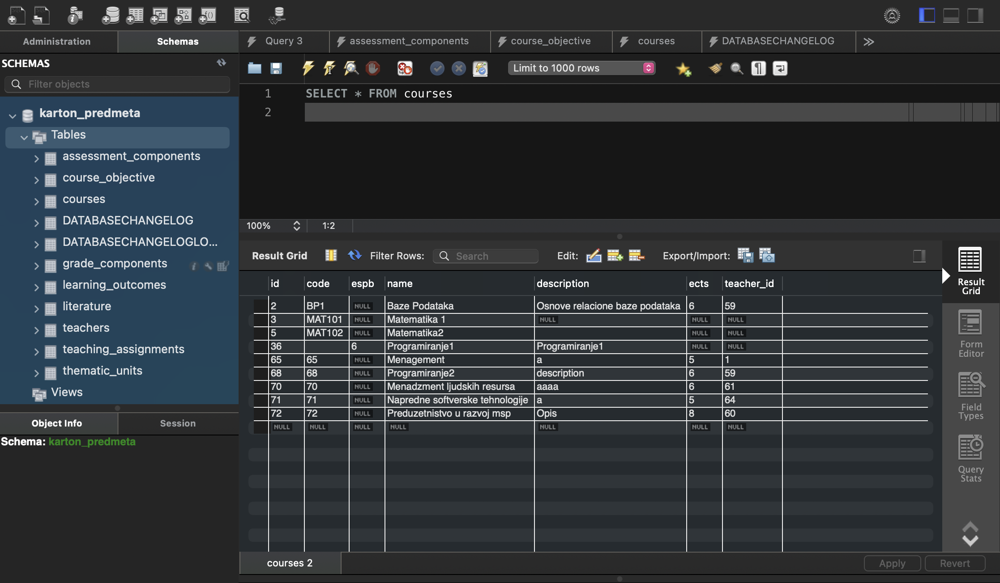 Administration
Schemas
Query 3
assessment_components
course_objective
courses
DATABASECHANGELOG
SCHEMAS
Limit to 1000 rows
Filter objects
1 SELECT * FROM courses
2
karton_predmeta
Tables
assessment_components
course_objective
courses
DATABASECHANGELOG
DATABASECHANGELOGLO...
grade_components
learning_outcomes
literature
teachers
teaching_assignments
thematic_units
Views
Object Info
Session
Schema: karton_predmeta
100% 1:2
Result Grid Filter Rows: Search Edit: Export/Import:
id code espb name description ects teacher_id
2 BP1 NULL Baze Podataka Osnove relacione baze podataka 6 59
3 MAT101 NULL Matematika 1 NULL NULL NULL
5 MAT102 NULL Matematika2 NULL NULL
36 6 Programiranje1 Programiranje1 NULL NULL
65 65 NULL Menagement a 5 1
68 68 NULL Programiranje2 description 6 59
70 70 NULL Menadzment ljudskih resursa aaaa 6 61
71 71 NULL Napredne softverske tehnologije a 5 64
72 72 NULL Preduzetnistvo u razvoj msp Opis 8 60
NULL NULL NULL NULL NULL NULL NULL
Result
Grid
Form
Editor
Field
Types
Query
Stats
courses 2
Apply
Revert